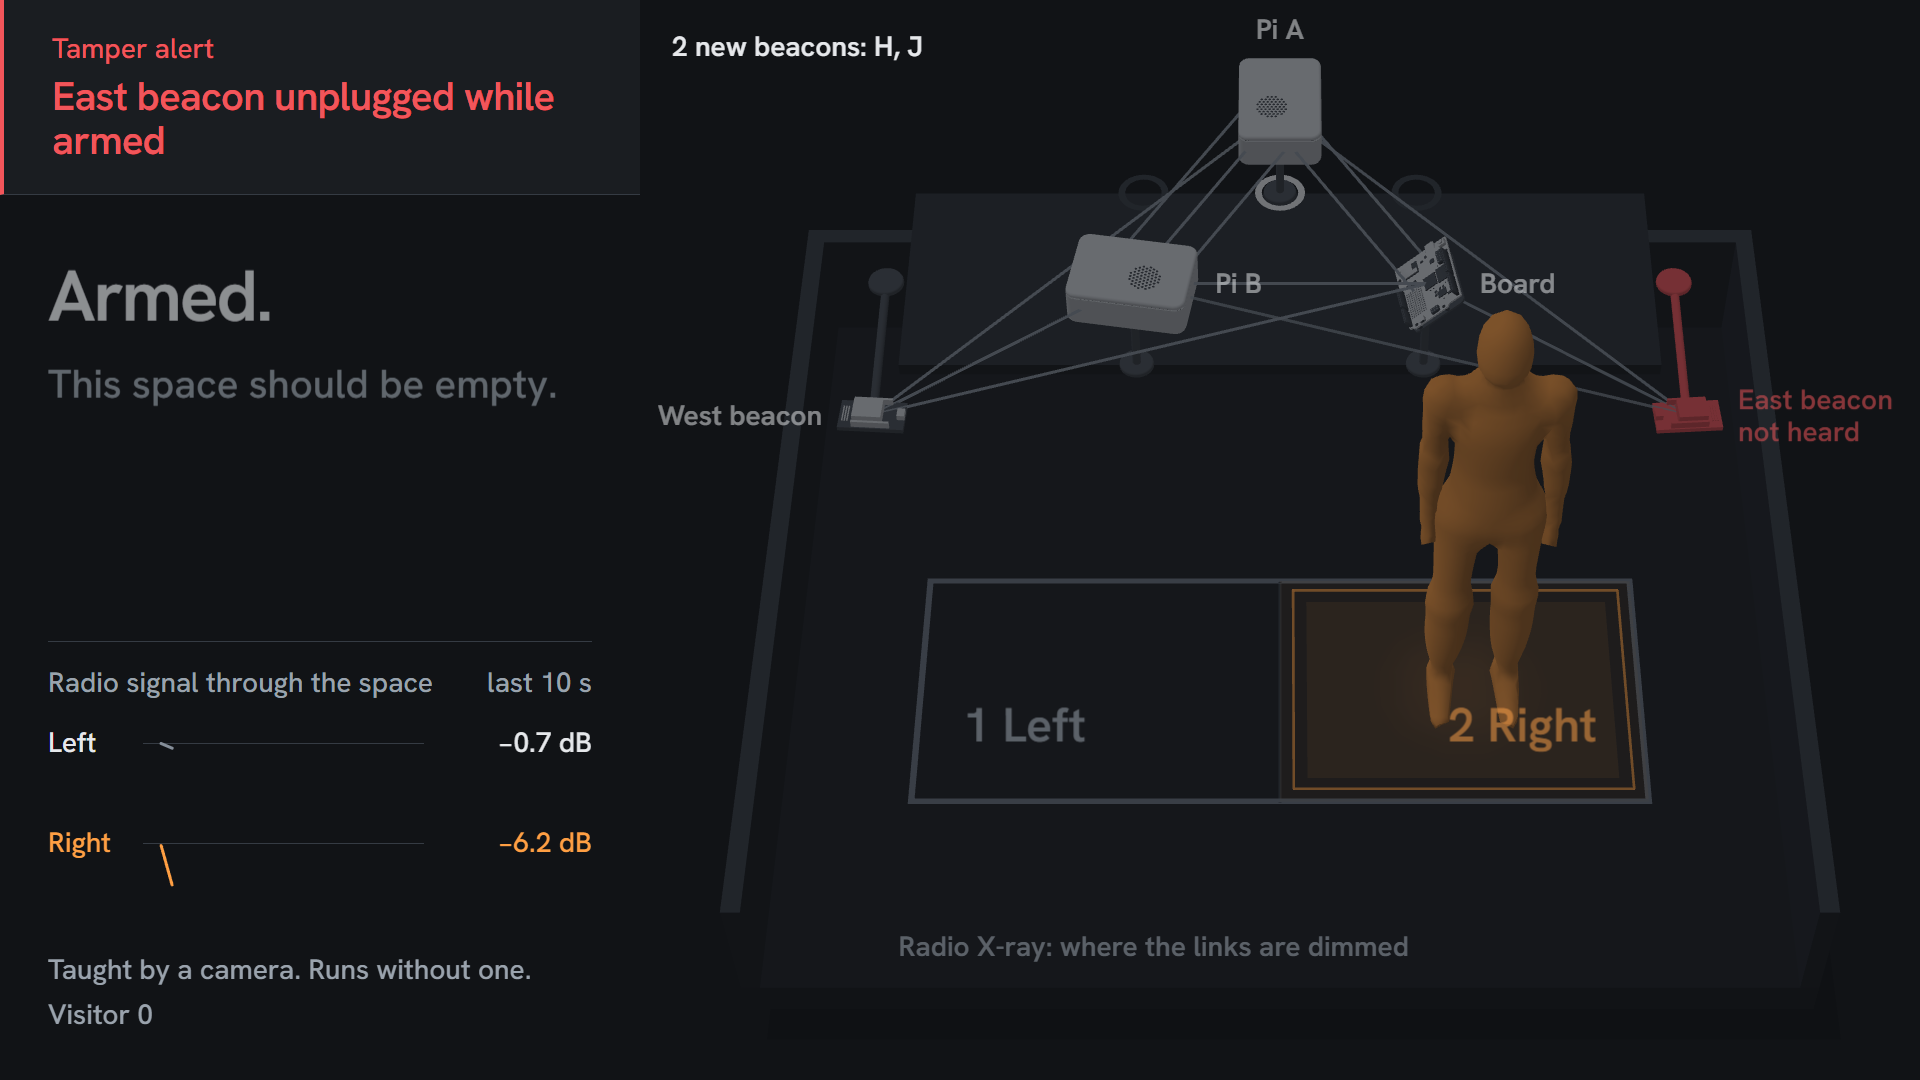 Tamper alert
East beacon unplugged while
armed
Armed.
This space should be empty.
Radio signal through the space last 10 s
Left −0.7 dB
Right −6.2 dB
Taught by a camera. Runs without one.
Visitor 0
2 new beacons: H, J
Pi A
Pi B
Board
West beacon
East beacon
not heard
1 Left
2 Right
Radio X-ray: where the links are dimmed